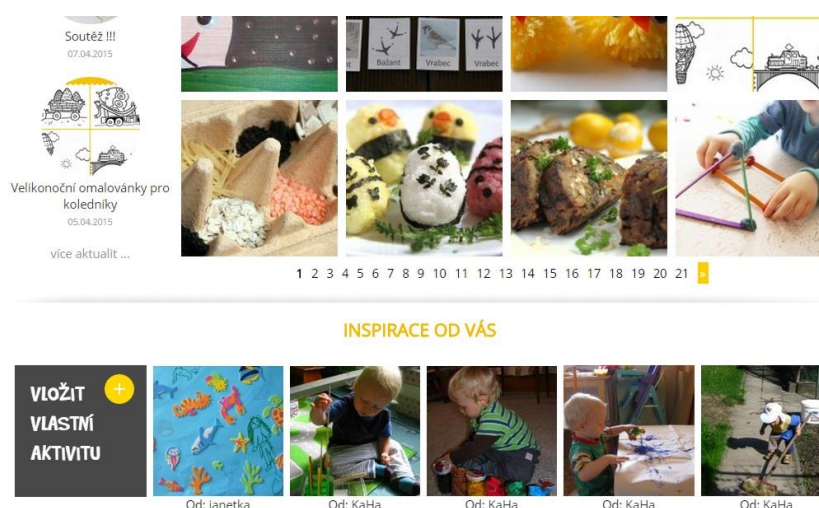 Soutěž !!!
07.04.2015
Velikonoční omalovánky pro
koledníky
05.04.2015
více aktualit ...
Bažant
Vrabec
Vrabec
1 2 3 4 5 6 7 8 9 10 11 12 13 14 15 16 17 18 19 20 21 »
INSPIRACE OD VÁS
VLOŽIT +
VLASTNÍ
AKTIVITU
Od: janetka
Od: KaHa
Od: KaHa
Od: KaHa
Od: KaHa